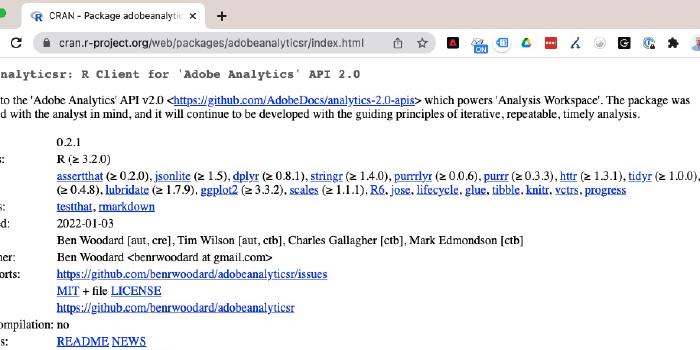 CRAN - Package adobeanalytic
cran.r-project.org/web/packages/adobeanalyticsr/index.html
ON
nalyticsr: R Client for 'Adobe Analytics' API 2.0
to the 'Adobe Analytics' API v2.0 <https://github.com/AdobeDocs/analytics-2.0-apis> which powers 'Analysis Workspace'. The package was
d with the analyst in mind, and it will continue to be developed with the guiding principles of iterative, repeatable, timely analysis.
0.2.1
s: R (≥ 3.2.0)
assertthat (≥ 0.2.0), jsonlite (≥ 1.5), dplyr (≥ 0.8.1), stringr (≥ 1.4.0), purrrlyr (≥ 0.0.6), purrr (≥ 0.3.3), httr (≥ 1.3.1), tidyr (≥ 1.0.0),
(≥ 0.4.8), lubridate (≥ 1.7.9), ggplot2 (≥ 3.3.2), scales (≥ 1.1.1), R6, jose, lifecycle, glue, tibble, knitr, vctrs, progress
s: testthat, rmarkdown
ed: 2022-01-03
Ben Woodard [aut, cre], Tim Wilson [aut, ctb], Charles Gallagher [ctb], Mark Edmondson [ctb]
ner: Ben Woodard <benrwoodard at gmail.com>
orts: https://github.com/benrwoodard/adobeanalyticsr/issues
MIT + file LICENSE
https://github.com/benrwoodard/adobeanalyticsr
ompilation: no
s: README NEWS